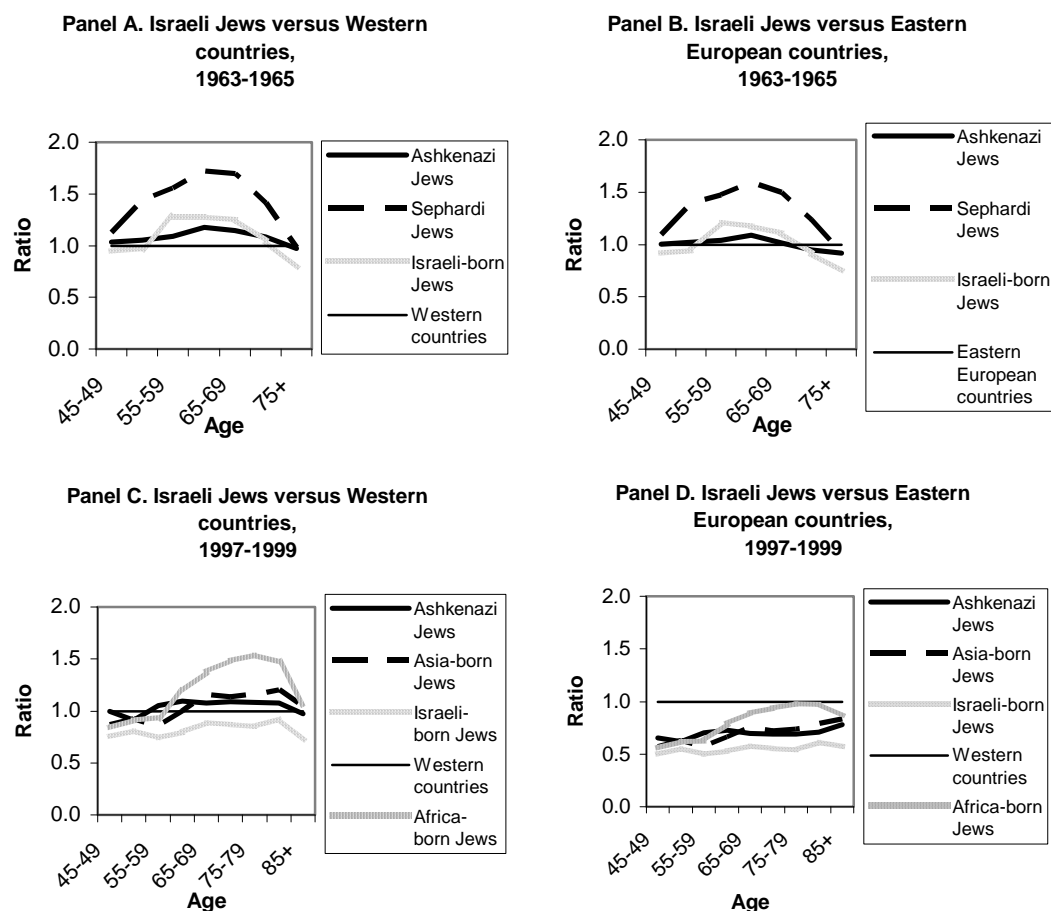 Panel A. Israeli Jews versus Western
countries,
1963-1965
2.0
1.5
1.0
0.5
0.0
Ratio
45-49
55-59
65-69
75+
Age
Ashkenazi
Jews
Sephardi
Jews
Israeli-born
Jews
Western
countries
Panel B. Israeli Jews versus Eastern
European countries,
1963-1965
2.0
1.5
1.0
0.5
0.0
Ratio
45-49
55-59
65-69
75+
Age
Ashkenazi
Jews
Sephardi
Jews
Israeli-born
Jews
Eastern
European
countries
Panel C. Israeli Jews versus Western
countries,
1997-1999
2.0
1.5
1.0
0.5
0.0
Ratio
45-49
55-59
65-69
75-79
85+
Age
Ashkenazi
Jews
Asia-born
Jews
Israeli-
born Jews
Western
countries
Africa-
born Jews
Panel D. Israeli Jews versus Eastern
European countries,
1997-1999
2.0
1.5
1.0
0.5
0.0
Ratio
45-49
55-59
65-69
75-79
85+
Age
Ashkenazi
Jews
Asia-born
Jews
Israeli-born
Jews
Western
countries
Africa-born
Jews